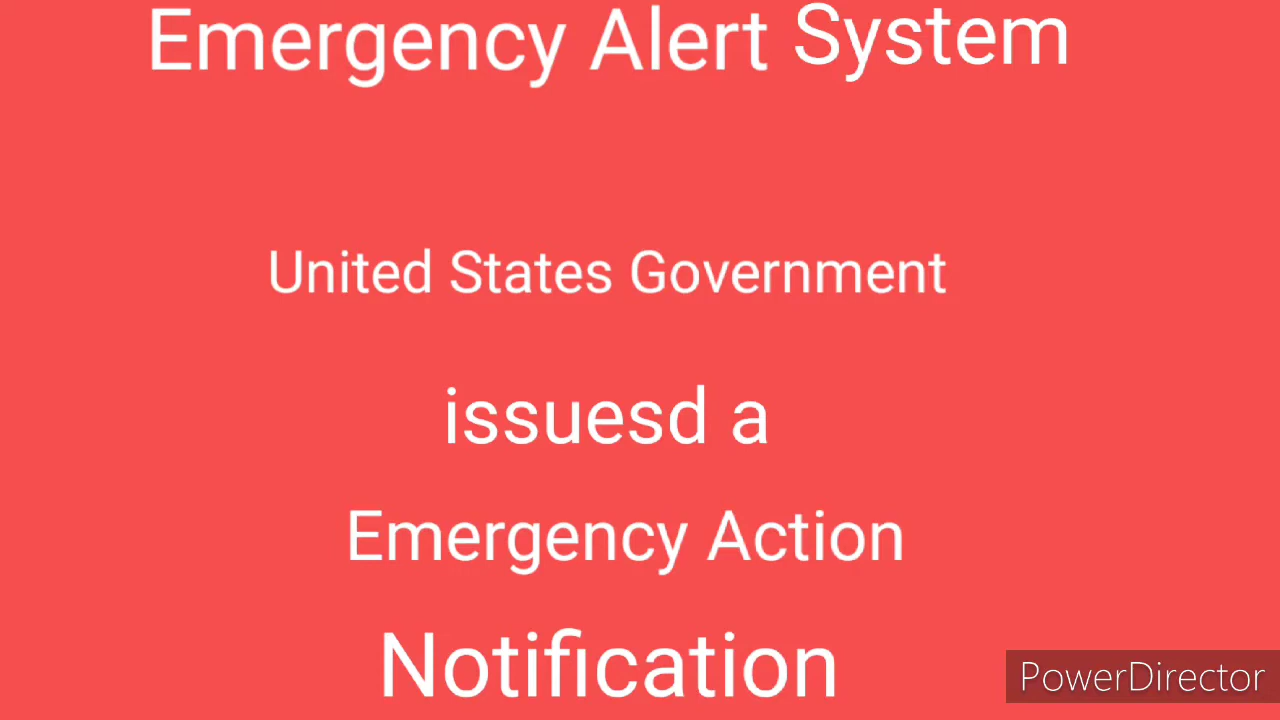 Emergency Alert System
United States Government
issuesd a
Emergency Action
Notification
PowerDirector